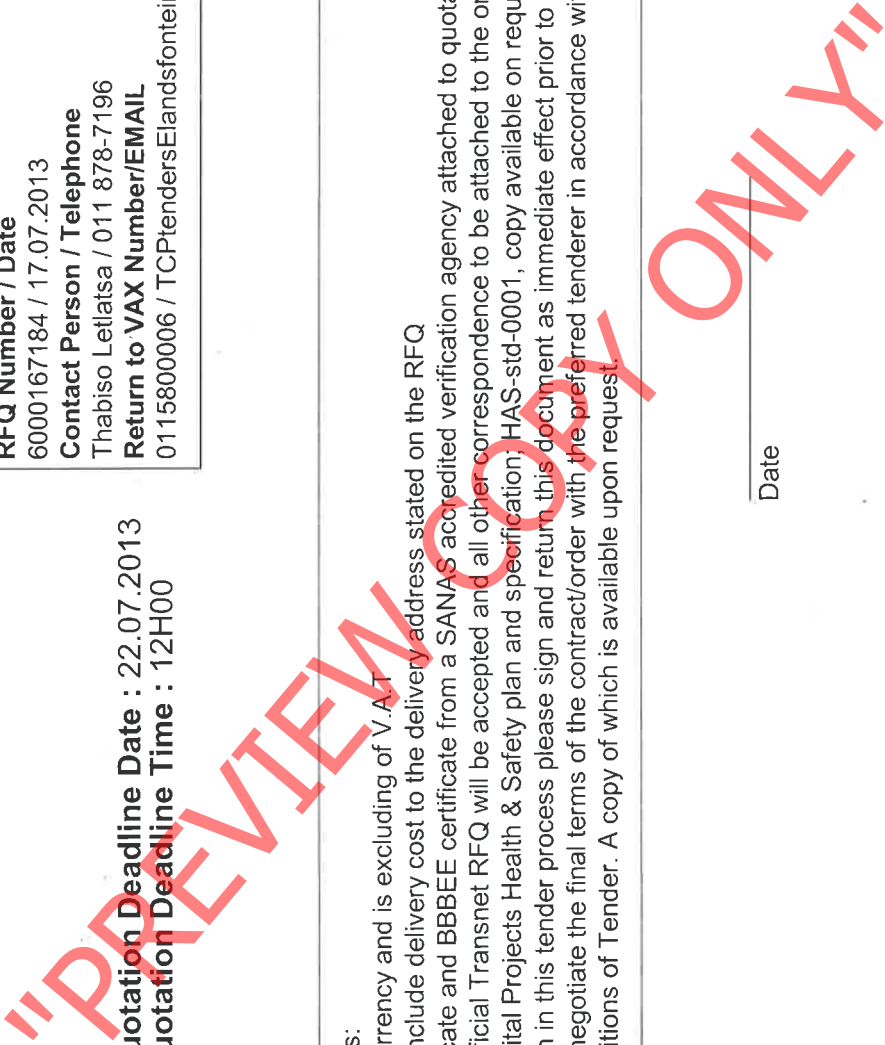 RFQ Number / Date
6000167184 / 17.07.2013
Contact Person / Telephone
Thabiso Letlatsa / 011 878-7196
Return to VAX Number/EMAIL
0115800006 / TCPtendersElandsfontein
uotation Deadline Date : 22.07.2013
uotation Deadline Time : 12H00
s:
rrency and is excluding of V.A.T
nclude delivery cost to the delivery address stated on the RFQ
cate and BBBEE certificate from a SANAS accredited verification agency attached to quota
ficial Transnet RFQ will be accepted and all other correspondence to be attached to the or
ital Projects Health & Safety plan and specification; HAS-std-0001, copy available on requ
n in this tender process please sign and return this document as immediate effect prior to
negotiate the final terms of the contract/order with the preferred tenderer in accordance wi
itions of Tender. A copy of which is available upon request.
Date
"PREVIEW COPY ONLY"